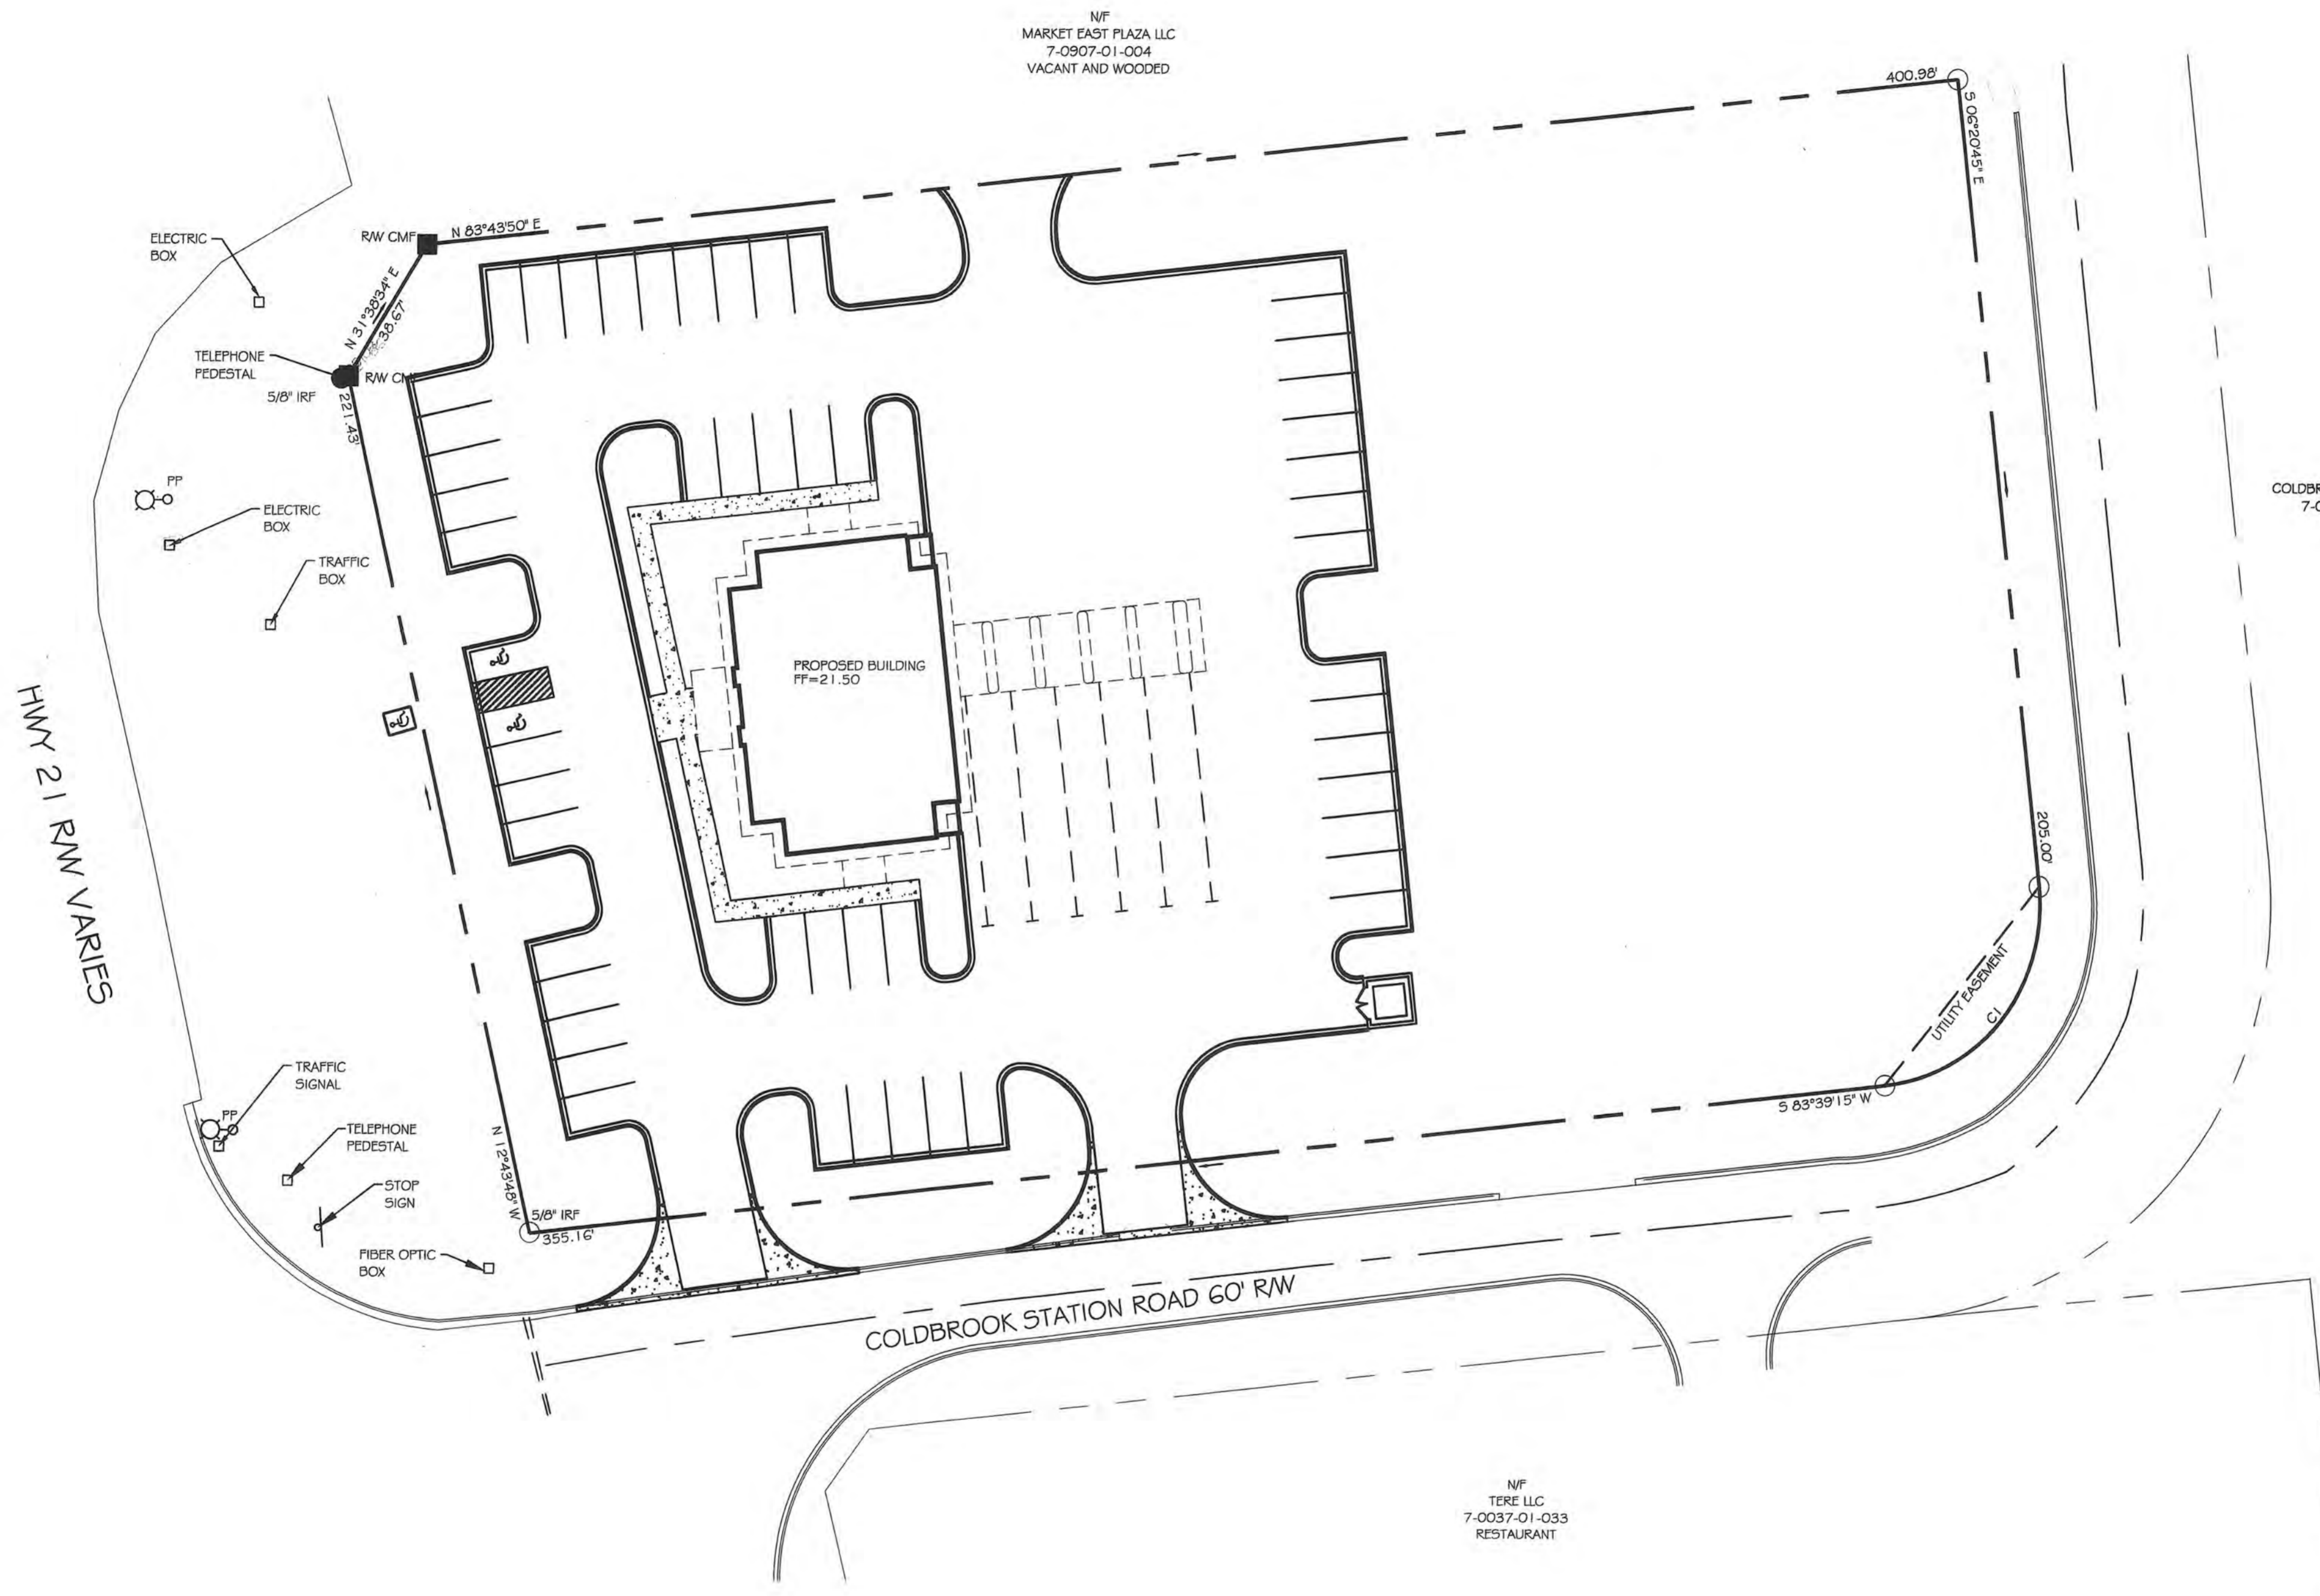 N/F
MARKET EAST PLAZA LLC
7-0907-01-004
VACANT AND WOODED
400.98'
S 06°20'45" E
N 83°43'50" E
R/W CMF
ELECTRIC
BOX
N 31°38'34" E
38.67'
TELEPHONE
PEDESTAL
R/W CM
5/8" IRF
221.43'
PP
ELECTRIC
BOX
TRAFFIC
BOX
COLDBR
7-0
PROPOSED BUILDING
FF=21.50
HWY 21 R/W VARIES
205.00'
UTILITY EASEMENT
C1
S 83°39'15" W
TRAFFIC
SIGNAL
PP
TELEPHONE
PEDESTAL
STOP
SIGN
N 12°43'48" W
5/8" IRF
355.16'
FIBER OPTIC
BOX
COLDBROOK STATION ROAD 60' R/W
N/F
TERE LLC
7-0037-01-033
RESTAURANT